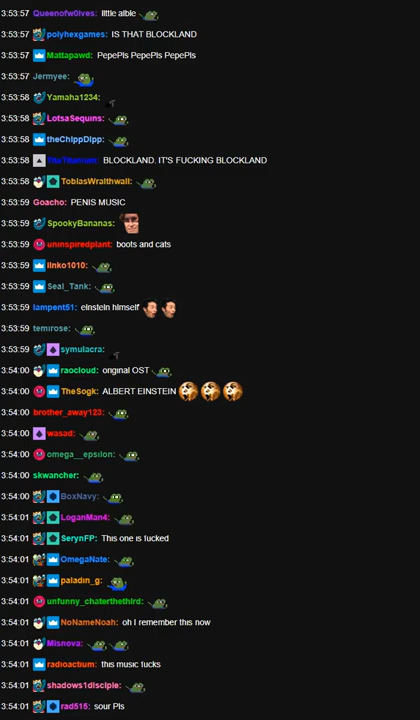 3:53:57 Queenofw0lves: little albie
3:53:57 polyhexgames: IS THAT BLOCKLAND
3:53:57 Mattapawd: PepePls PepePls PepePls
3:53:57 Jermyee:
3:53:58 Yamaha1234:
3:53:58 LotsaSequins:
3:53:58 theChippDipp:
3:53:58 ThaTitanium: BLOCKLAND. IT'S FUCKING BLOCKLAND
3:53:58 TobiasWraithwall:
3:53:59 Goacho: PENIS MUSIC
3:53:59 SpookyBananas:
3:53:59 uninspiredplant: boots and cats
3:53:59 linko1010:
3:53:59 Seal_Tank:
3:53:59 lampent51: einstein himself
3:53:59 temirose:
3:53:59 symulacra:
3:54:00 raocloud: original OST
3:54:00 TheSogk: ALBERT EINSTEIN
3:54:00 brother_away123:
3:54:00 wasad:
3:54:00 omega__epsilon:
3:54:00 skwancher:
3:54:00 BoxNavy:
3:54:01 LoganMan4:
3:54:01 SerynFP: This one is fucked
3:54:01 OmegaNate:
3:54:01 paladin_g:
3:54:01 unfunny_chaterthethird:
3:54:01 NoNameNoah: oh I remember this now
3:54:01 Misnova:
3:54:01 radioactium: this music fucks
3:54:01 shadows1disciple:
3:54:01 rad515: sour Pls